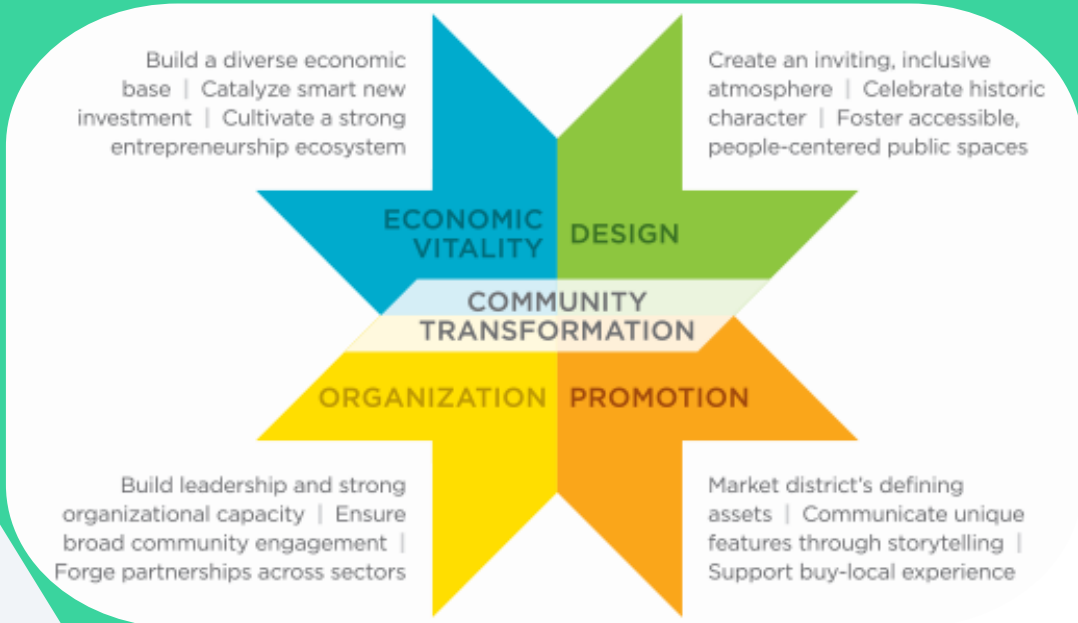 Build a diverse economic
base | Catalyze smart new
investment | Cultivate a strong
entrepreneurship ecosystem
Create an inviting, inclusive
atmosphere | Celebrate historic
character | Foster accessible,
people-centered public spaces
ECONOMIC
VITALITY
DESIGN
COMMUNITY
TRANSFORMATION
ORGANIZATION
PROMOTION
Build leadership and strong
organizational capacity | Ensure
broad community engagement |
Forge partnerships across sectors
Market district's defining
assets | Communicate unique
features through storytelling |
Support buy-local experience